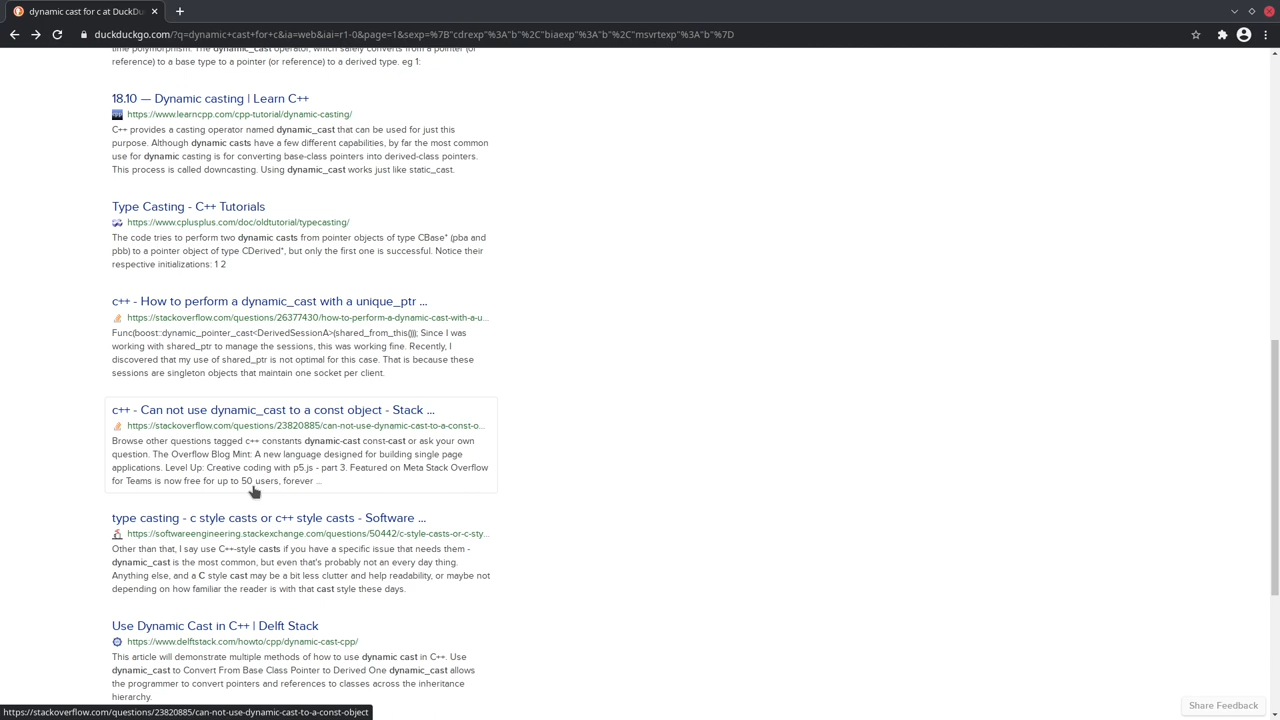 dynamic cast for c at DuckDu
duckduckgo.com/?q=dynamic+cast+for+c&ia=web&iai=r1-0&page=1&sexp=%7B"cdrexp"%3A"b"%2C"biaexp"%3A"b"%2C"msvrtexp"%3A"b"%7D
time polymorphism. The dynamic_cast operator, which safely converts from a pointer (or
reference) to a base type to a pointer (or reference) to a derived type. eg 1:
18.10 — Dynamic casting | Learn C++
https://www.learncpp.com/cpp-tutorial/dynamic-casting/
C++ provides a casting operator named dynamic_cast that can be used for just this
purpose. Although dynamic casts have a few different capabilities, by far the most common
use for dynamic casting is for converting base-class pointers into derived-class pointers.
This process is called downcasting. Using dynamic_cast works just like static_cast.
Type Casting - C++ Tutorials
https://www.cplusplus.com/doc/oldtutorial/typecasting/
The code tries to perform two dynamic casts from pointer objects of type CBase* (pba and
pbb) to a pointer object of type CDerived*, but only the first one is successful. Notice their
respective initializations: 1 2
c++ - How to perform a dynamic_cast with a unique_ptr ...
https://stackoverflow.com/questions/26377430/how-to-perform-a-dynamic-cast-with-a-u...
Func(boost::dynamic_pointer_cast<DerivedSessionA>(shared_from_this())); Since I was
working with shared_ptr to manage the sessions, this was working fine. Recently, I
discovered that my use of shared_ptr is not optimal for this case. That is because these
sessions are singleton objects that maintain one socket per client.
c++ - Can not use dynamic_cast to a const object - Stack ...
https://stackoverflow.com/questions/23820885/can-not-use-dynamic-cast-to-a-const-o...
Browse other questions tagged c++ constants dynamic-cast const-cast or ask your own
question. The Overflow Blog Mint: A new language designed for building single page
applications. Level Up: Creative coding with p5.js - part 3. Featured on Meta Stack Overflow
for Teams is now free for up to 50 users, forever ...
type casting - c style casts or c++ style casts - Software ...
https://softwareengineering.stackexchange.com/questions/50442/c-style-casts-or-c-sty...
Other than that, I say use C++-style casts if you have a specific issue that needs them -
dynamic_cast is the most common, but even that's probably not an every day thing.
Anything else, and a C style cast may be a bit less clutter and help readability, or maybe not
depending on how familiar the reader is with that cast style these days.
Use Dynamic Cast in C++ | Delft Stack
https://www.delftstack.com/howto/cpp/dynamic-cast-cpp/
This article will demonstrate multiple methods of how to use dynamic cast in C++. Use
dynamic_cast to Convert From Base Class Pointer to Derived One dynamic_cast allows
the programmer to convert pointers and references to classes across the inheritance
hierarchy.
Share Feedback
https://stackoverflow.com/questions/23820885/can-not-use-dynamic-cast-to-a-const-object